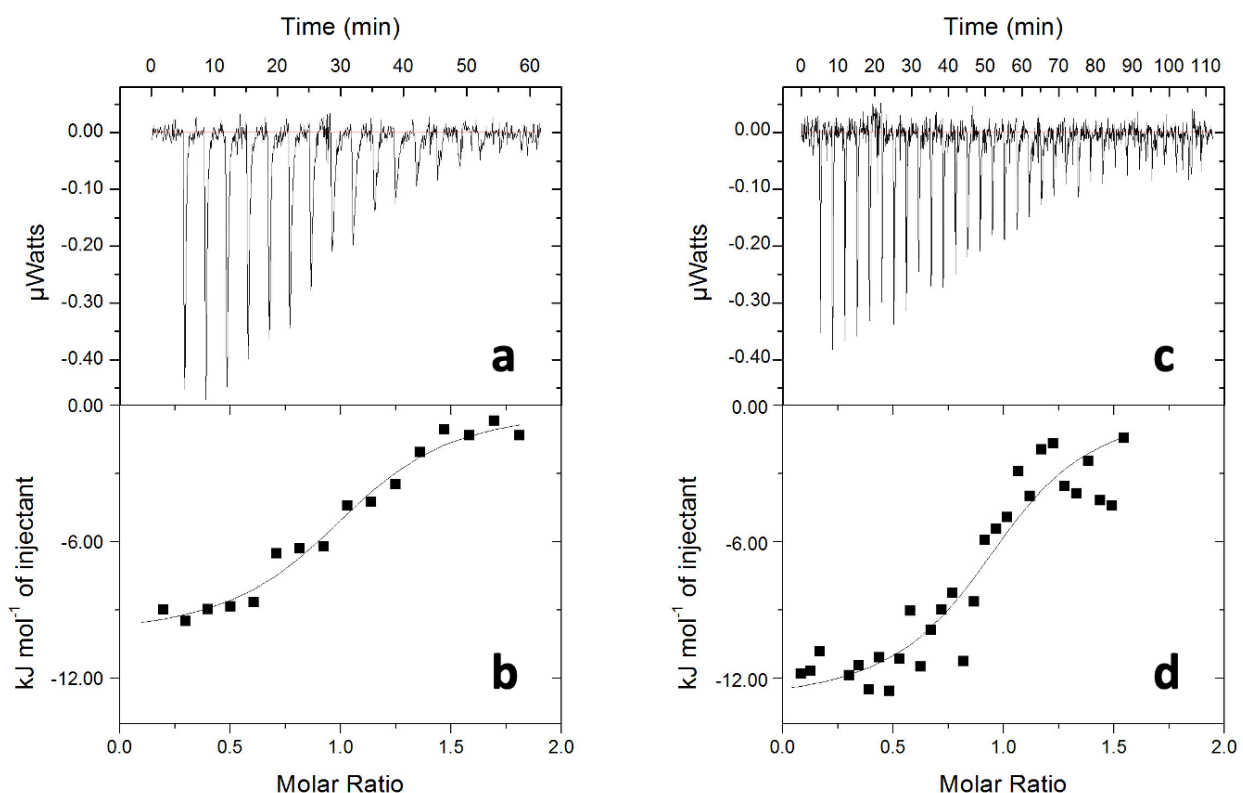 Time (min)
0 10 20 30 40 50 60
0.00
-0.10
-0.20
-0.30
-0.40
µWatts
a
0.00
-6.00
-12.00
kJ mol⁻¹ of injectant
b
0.0 0.5 1.0 1.5 2.0
Molar Ratio
Time (min)
0 10 20 30 40 50 60 70 80 90 100 110
0.00
-0.10
-0.20
-0.30
-0.40
µWatts
c
0.00
-6.00
-12.00
kJ mol⁻¹ of injectant
d
0.0 0.5 1.0 1.5 2.0
Molar Ratio